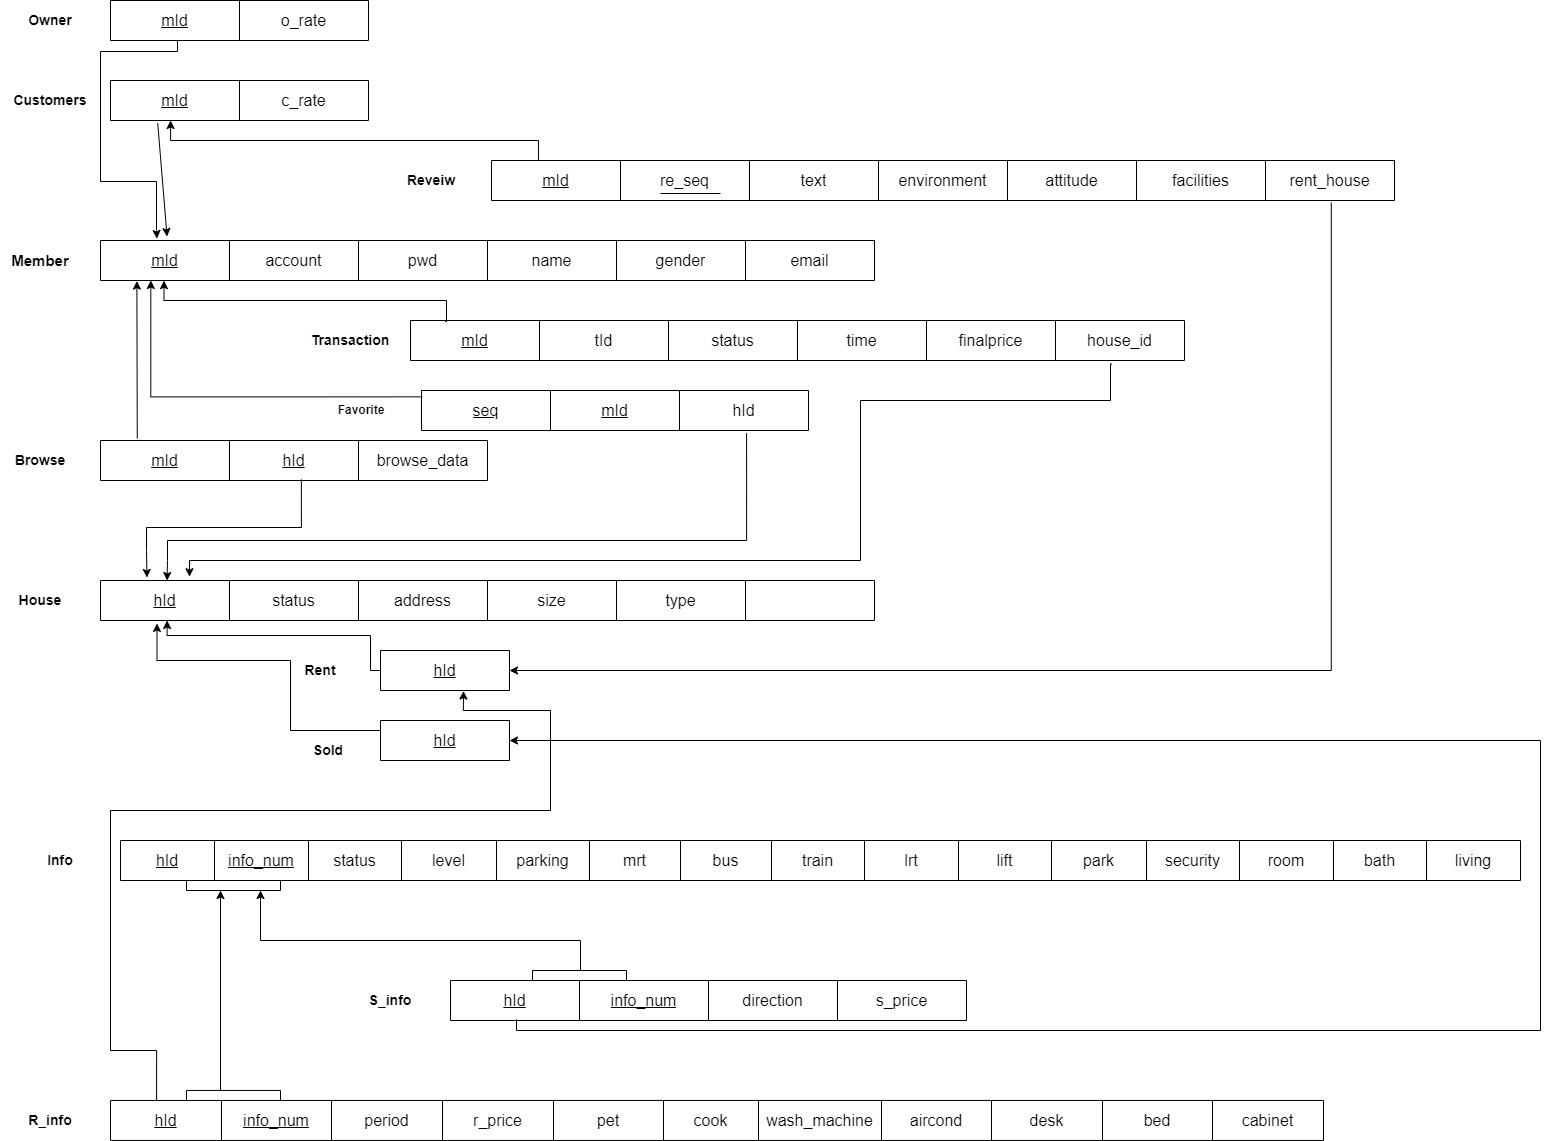 Owner mId o_rate
Customers mId c_rate
Reveiw mId re_seq text environment attitude facilities rent_house
Member mId account pwd name gender email
Transaction mId tId status time finalprice house_id
Favorite seq mId hId
Browse mId hId browse_data
House hId status address size type
Rent hId
Sold hId
Info hId info_num status level parking mrt bus train lrt lift park security room bath living
S_info hId info_num direction s_price
R_info hId info_num period r_price pet cook wash_machine aircond desk bed cabinet